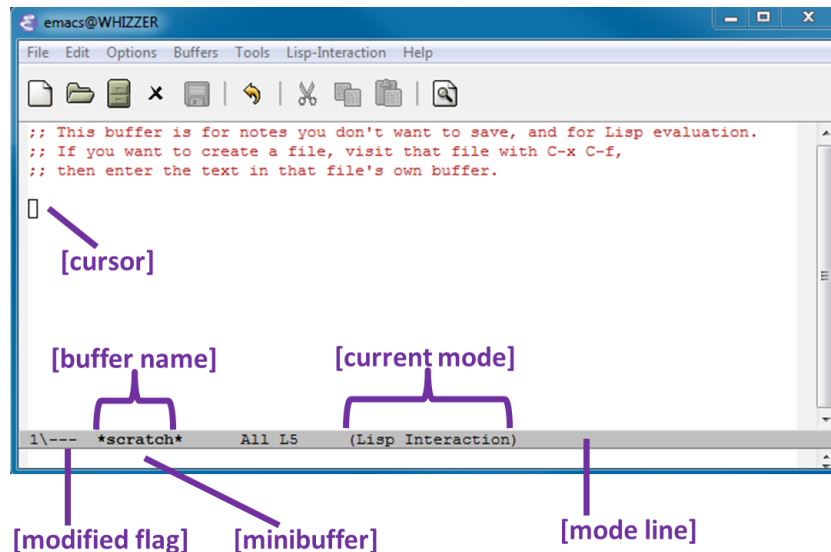 emacs@WHIZZER
File Edit Options Buffers Tools Lisp-Interaction Help
;; This buffer is for notes you don't want to save, and for Lisp evaluation.
;; If you want to create a file, visit that file with C-x C-f,
;; then enter the text in that file's own buffer.
[cursor]
[buffer name] [current mode]
1\--- *scratch* All L5 (Lisp Interaction)
[modified flag] [minibuffer] [mode line]